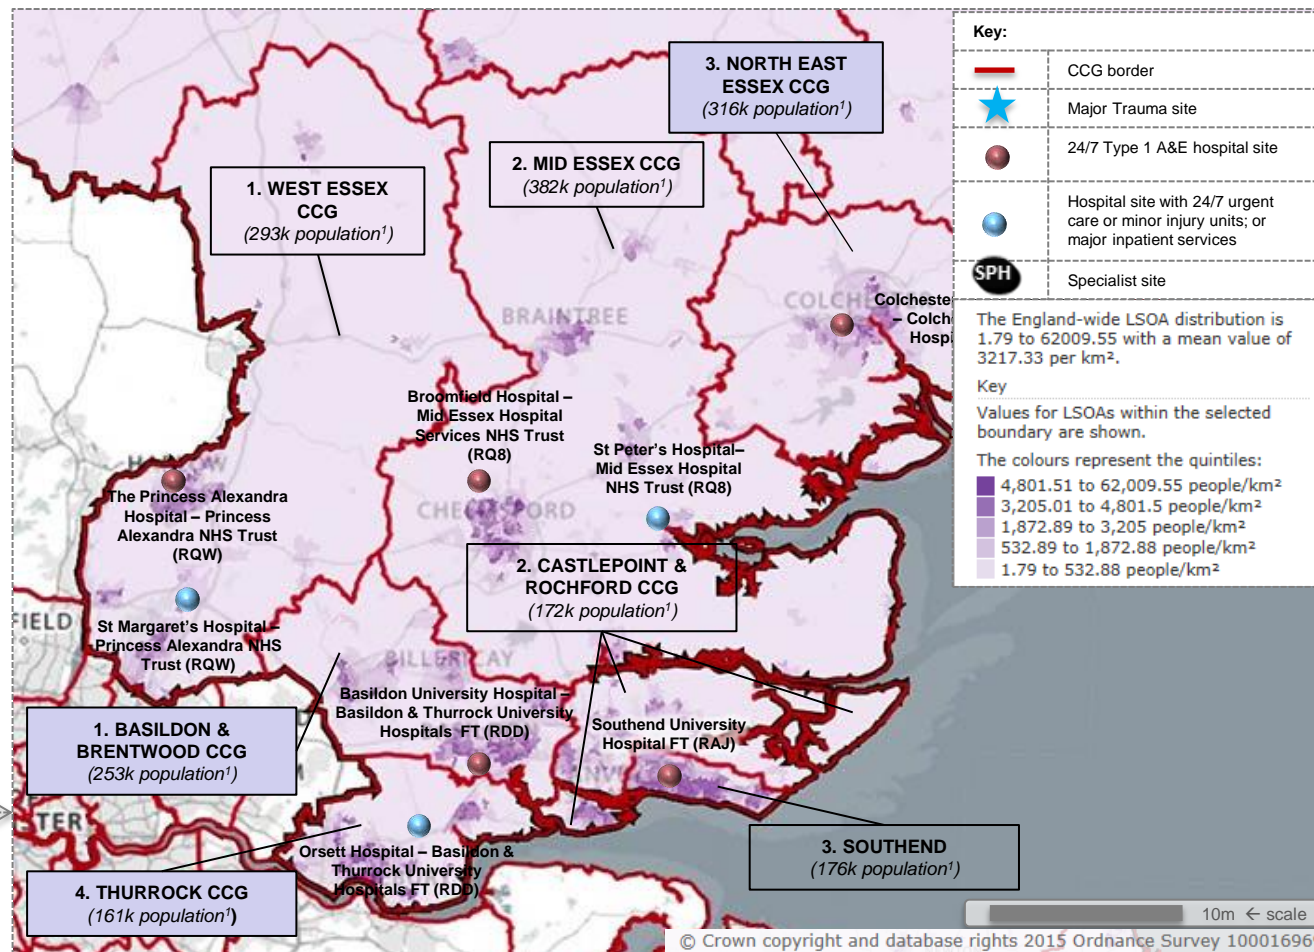 3. NORTH EAST
ESSEX CCG
(316k population1)
2. MID ESSEX CCG
(382k population1)
1. WEST ESSEX
CCG
(293k population1)
BRAINTREE
COLCHESTER
Colchester
– Colch
Hospi
Broomfield Hospital –
Mid Essex Hospital
Services NHS Trust
(RQ8)
St Peter's Hospital–
Mid Essex Hospital
NHS Trust (RQ8)
The Princess Alexandra
Hospital – Princess
Alexandra NHS Trust
(RQW)
CHELMSFORD
2. CASTLEPOINT &
ROCHFORD CCG
(172k population1)
FIELD
St Margaret's Hospital –
Princess Alexandra NHS
Trust (RQW)
BILLERICAY
Basildon University Hospital –
Basildon & Thurrock University
Hospitals FT (RDD)
1. BASILDON &
BRENTWOOD CCG
(253k population1)
Southend University
Hospital FT (RAJ)
STER
3. SOUTHEND
(176k population1)
Orsett Hospital – Basildon &
Thurrock University
Hospitals FT (RDD)
4. THURROCK CCG
(161k population1)
Key:
CCG border
Major Trauma site
24/7 Type 1 A&E hospital site
Hospital site with 24/7 urgent
care or minor injury units; or
major inpatient services
SPH
Specialist site
The England-wide LSOA distribution is
1.79 to 62009.55 with a mean value of
3217.33 per km².
Key
Values for LSOAs within the selected
boundary are shown.
The colours represent the quintiles:
4,801.51 to 62,009.55 people/km²
3,205.01 to 4,801.5 people/km²
1,872.89 to 3,205 people/km²
532.89 to 1,872.88 people/km²
1.79 to 532.88 people/km²
10m ← scale
© Crown copyright and database rights 2015 Ordnance Survey 10001696